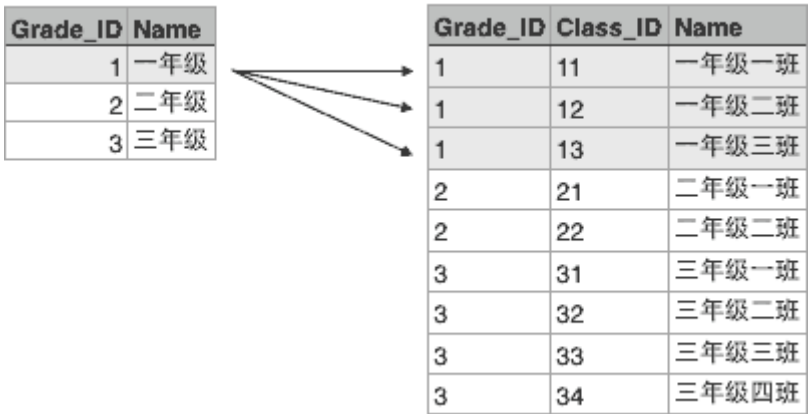 Grade_ID Name
1 一年级
2 二年级
3 三年级
Grade_ID Class_ID Name
1 11 一年级一班
1 12 一年级二班
1 13 一年级三班
2 21 二年级一班
2 22 二年级二班
3 31 三年级一班
3 32 三年级二班
3 33 三年级三班
3 34 三年级四班